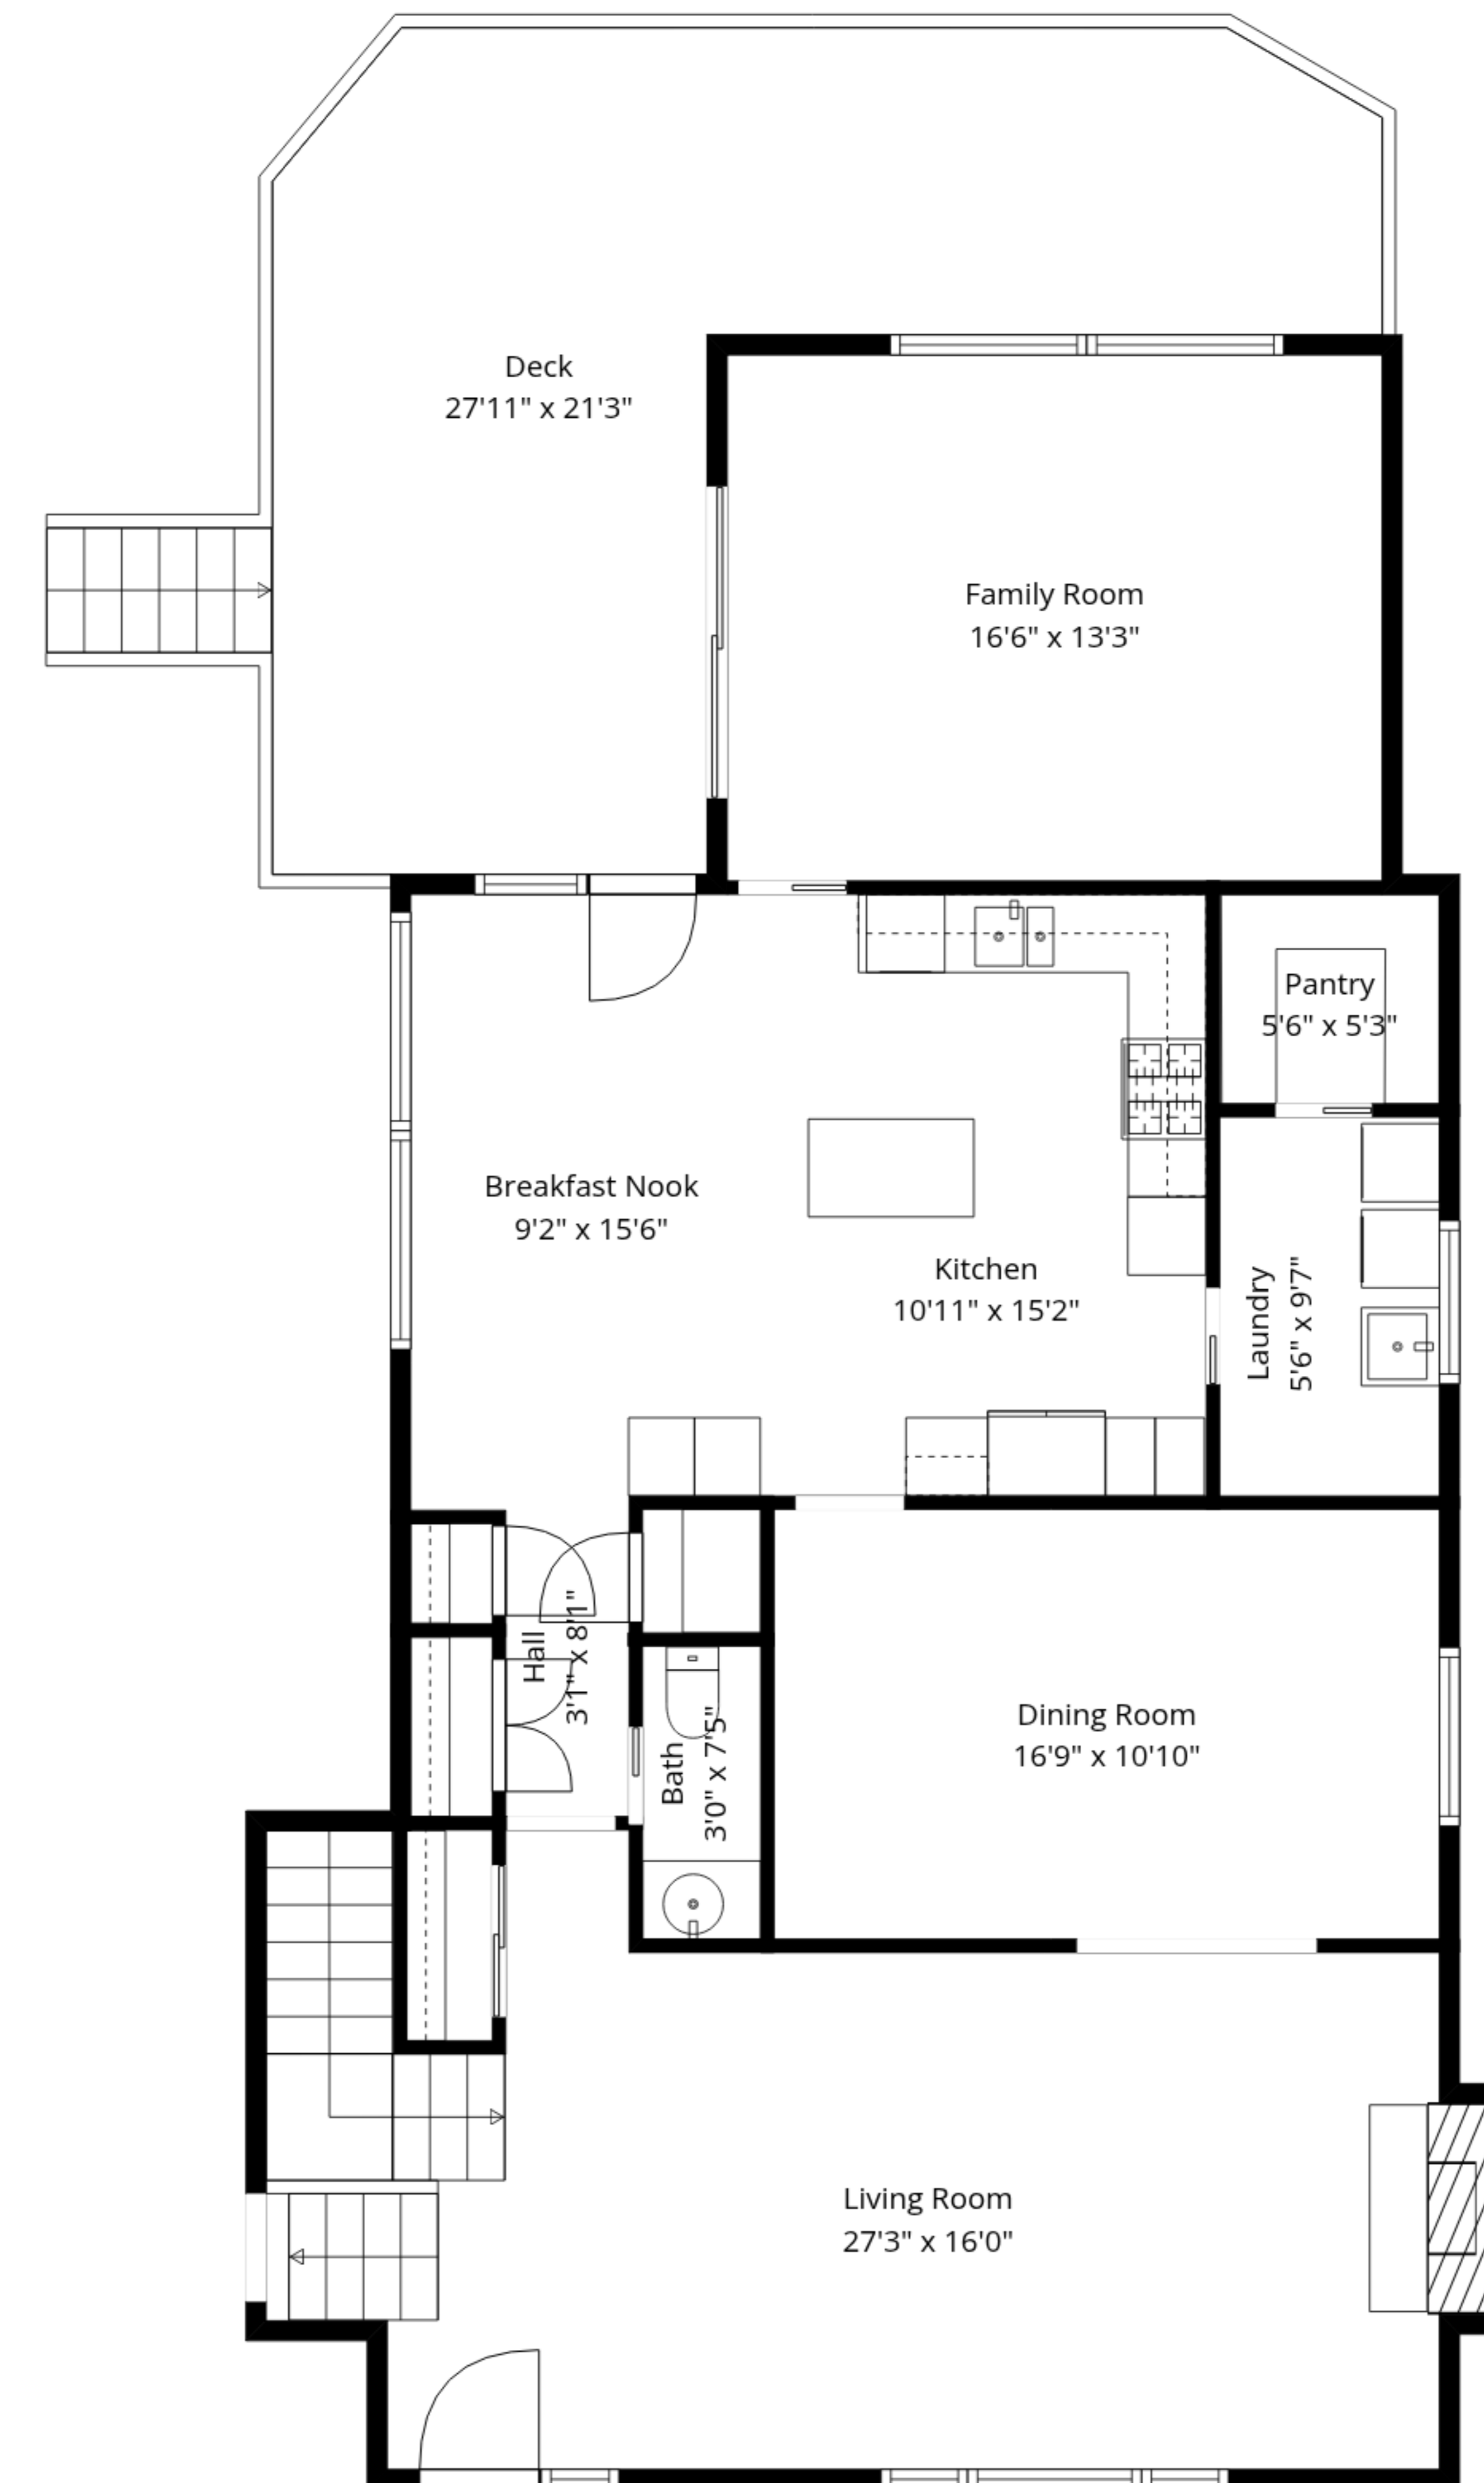 Deck
27'11" x 21'3"
Family Room
16'6" x 13'3"
Pantry
5'6" x 5'3"
Breakfast Nook
9'2" x 15'6"
Kitchen
10'11" x 15'2"
Laundry
5'6" x 9'7"
Hall
3'1" x 8'1"
Bath
3'0" x 7'5"
Dining Room
16'9" x 10'10"
Living Room
27'3" x 16'0"